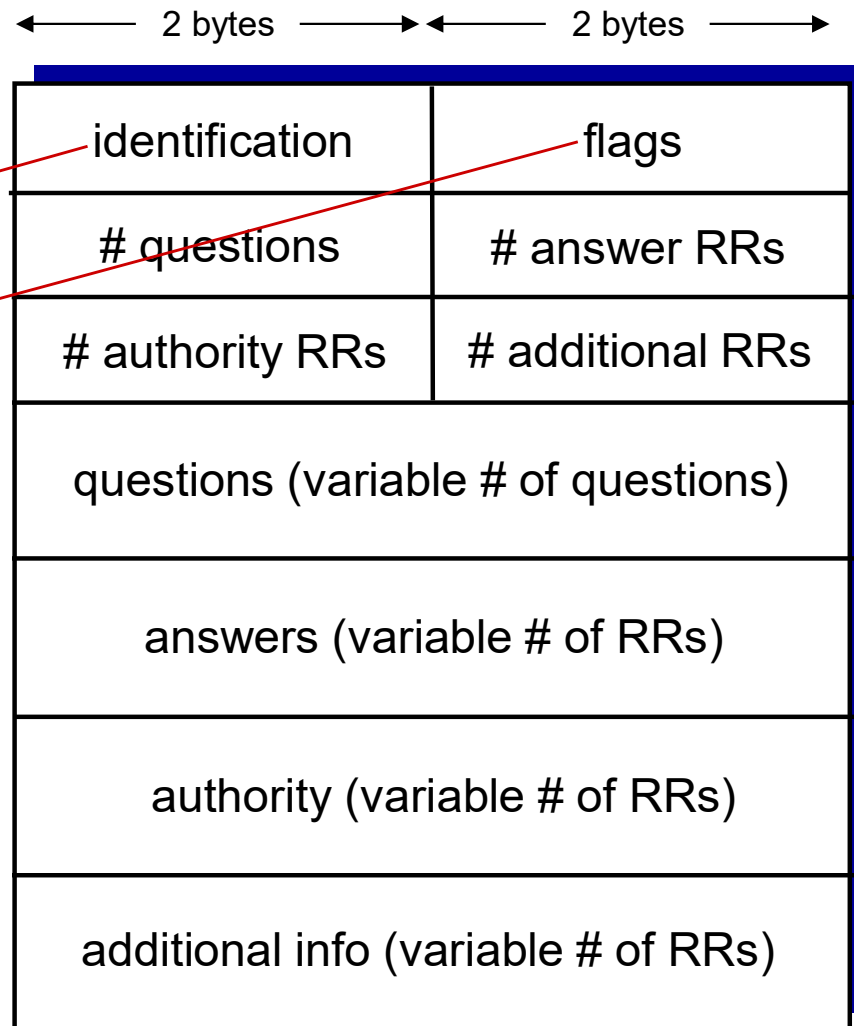 2 bytes 2 bytes
identification flags
# questions # answer RRs
# authority RRs # additional RRs
questions (variable # of questions)
answers (variable # of RRs)
authority (variable # of RRs)
additional info (variable # of RRs)